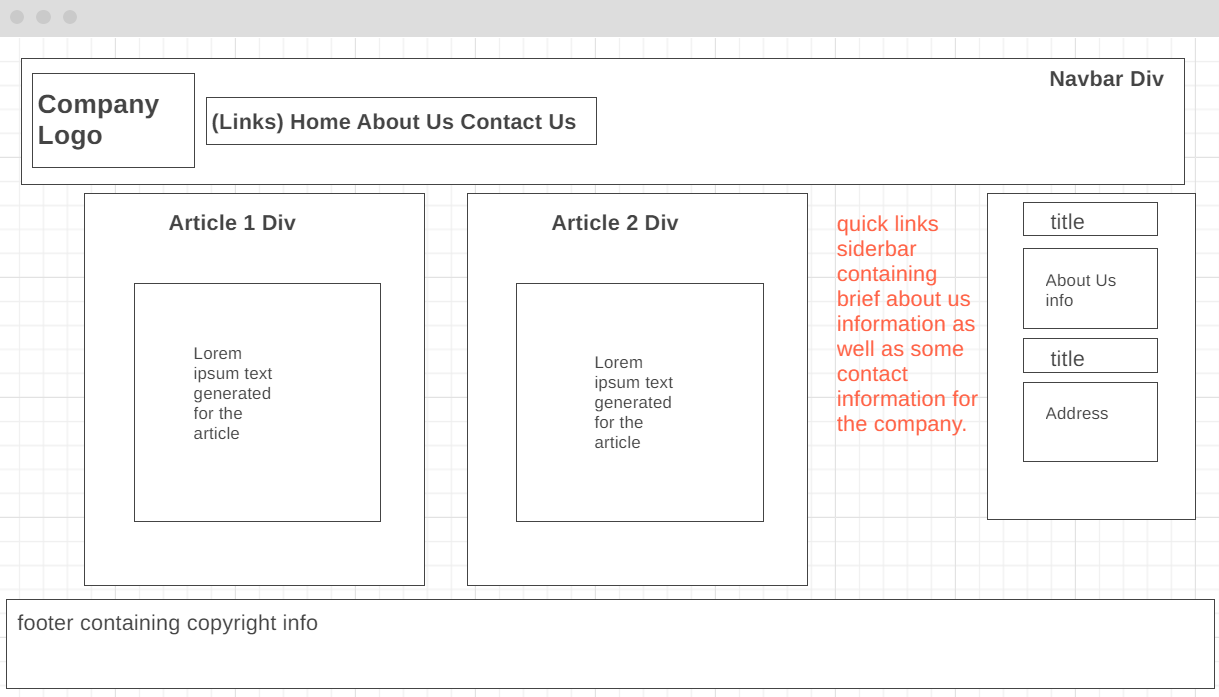 Navbar Div
Company
Logo
(Links) Home About Us Contact Us
Article 1 Div
Lorem
ipsum text
generated
for the
article
Article 2 Div
Lorem
ipsum text
generated
for the
article
quick links
siderbar
containing
brief about us
information as
well as some
contact
information for
the company.
title
About Us
info
title
Address
footer containing copyright info